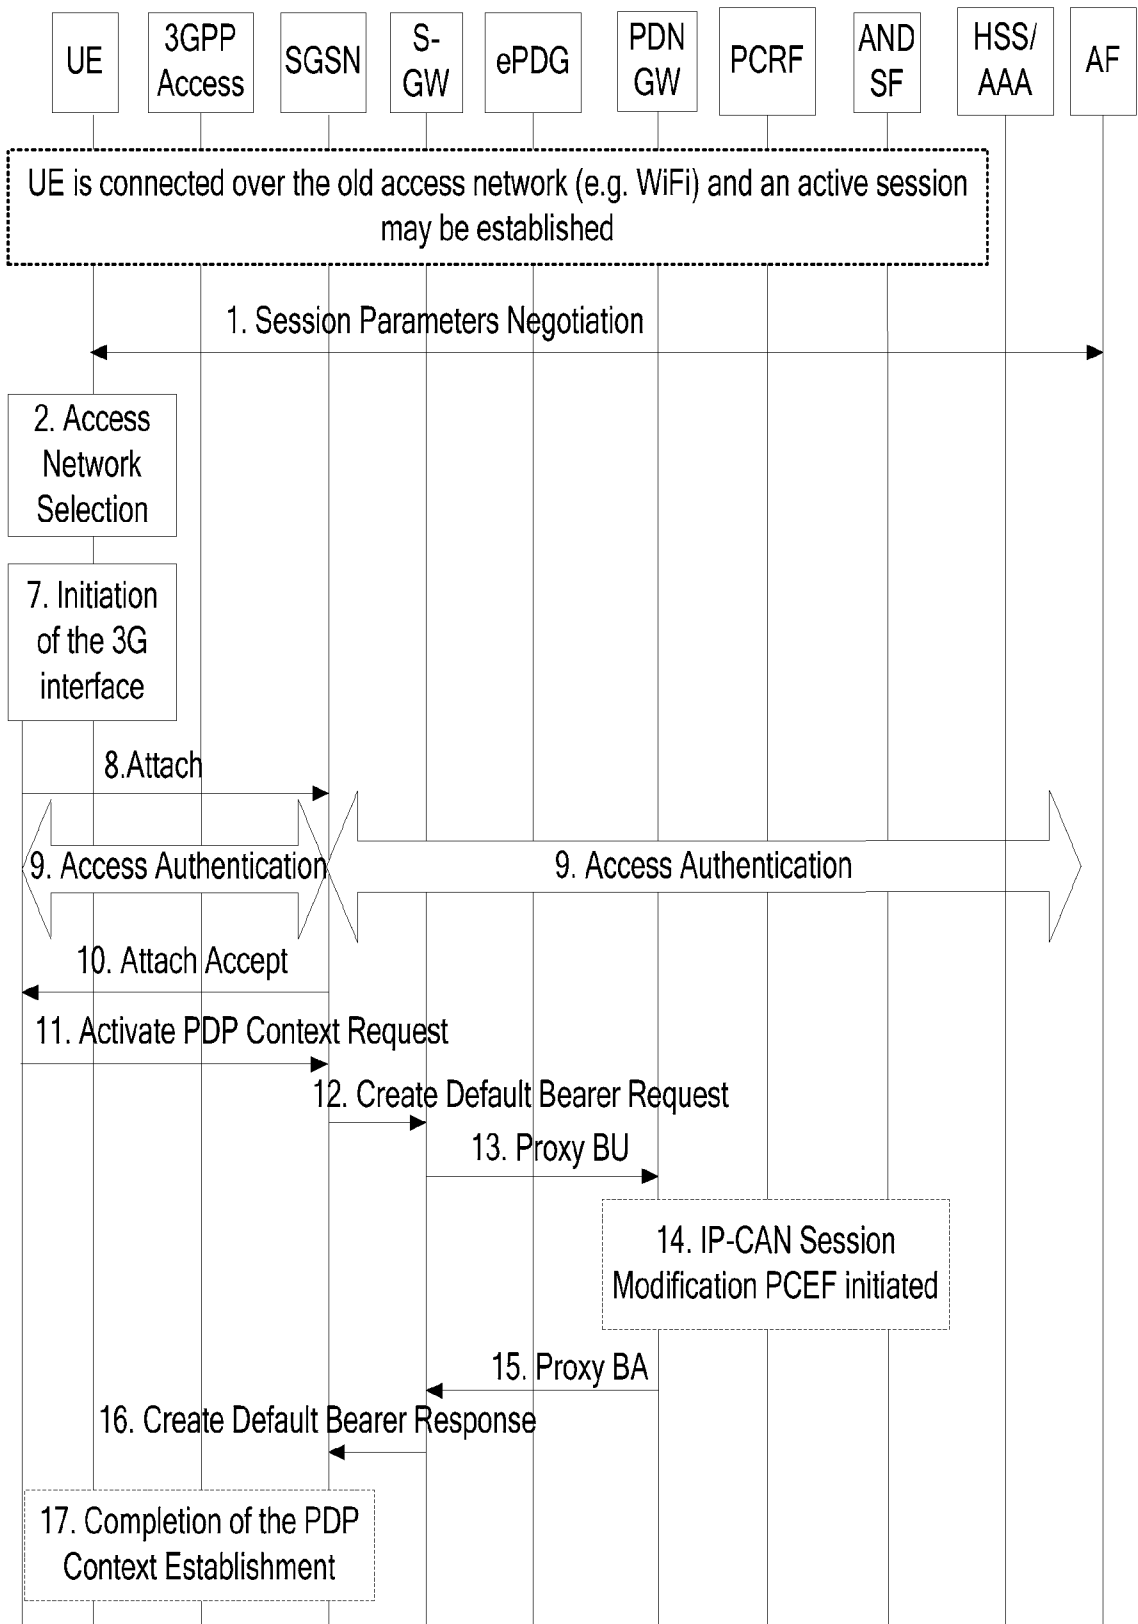 UE
3GPP
Access
SGSN
S-
GW
ePDG
PDN
GW
PCRF
AND
SF
HSS/
AAA
AF
UE is connected over the old access network (e.g. WiFi) and an active session
may be established
1. Session Parameters Negotiation
2. Access
Network
Selection
7. Initiation
of the 3G
interface
8.Attach
9. Access Authentication
9. Access Authentication
10. Attach Accept
11. Activate PDP Context Request
12. Create Default Bearer Request
13. Proxy BU
14. IP-CAN Session
Modification PCEF initiated
15. Proxy BA
16. Create Default Bearer Response
17. Completion of the PDP
Context Establishment